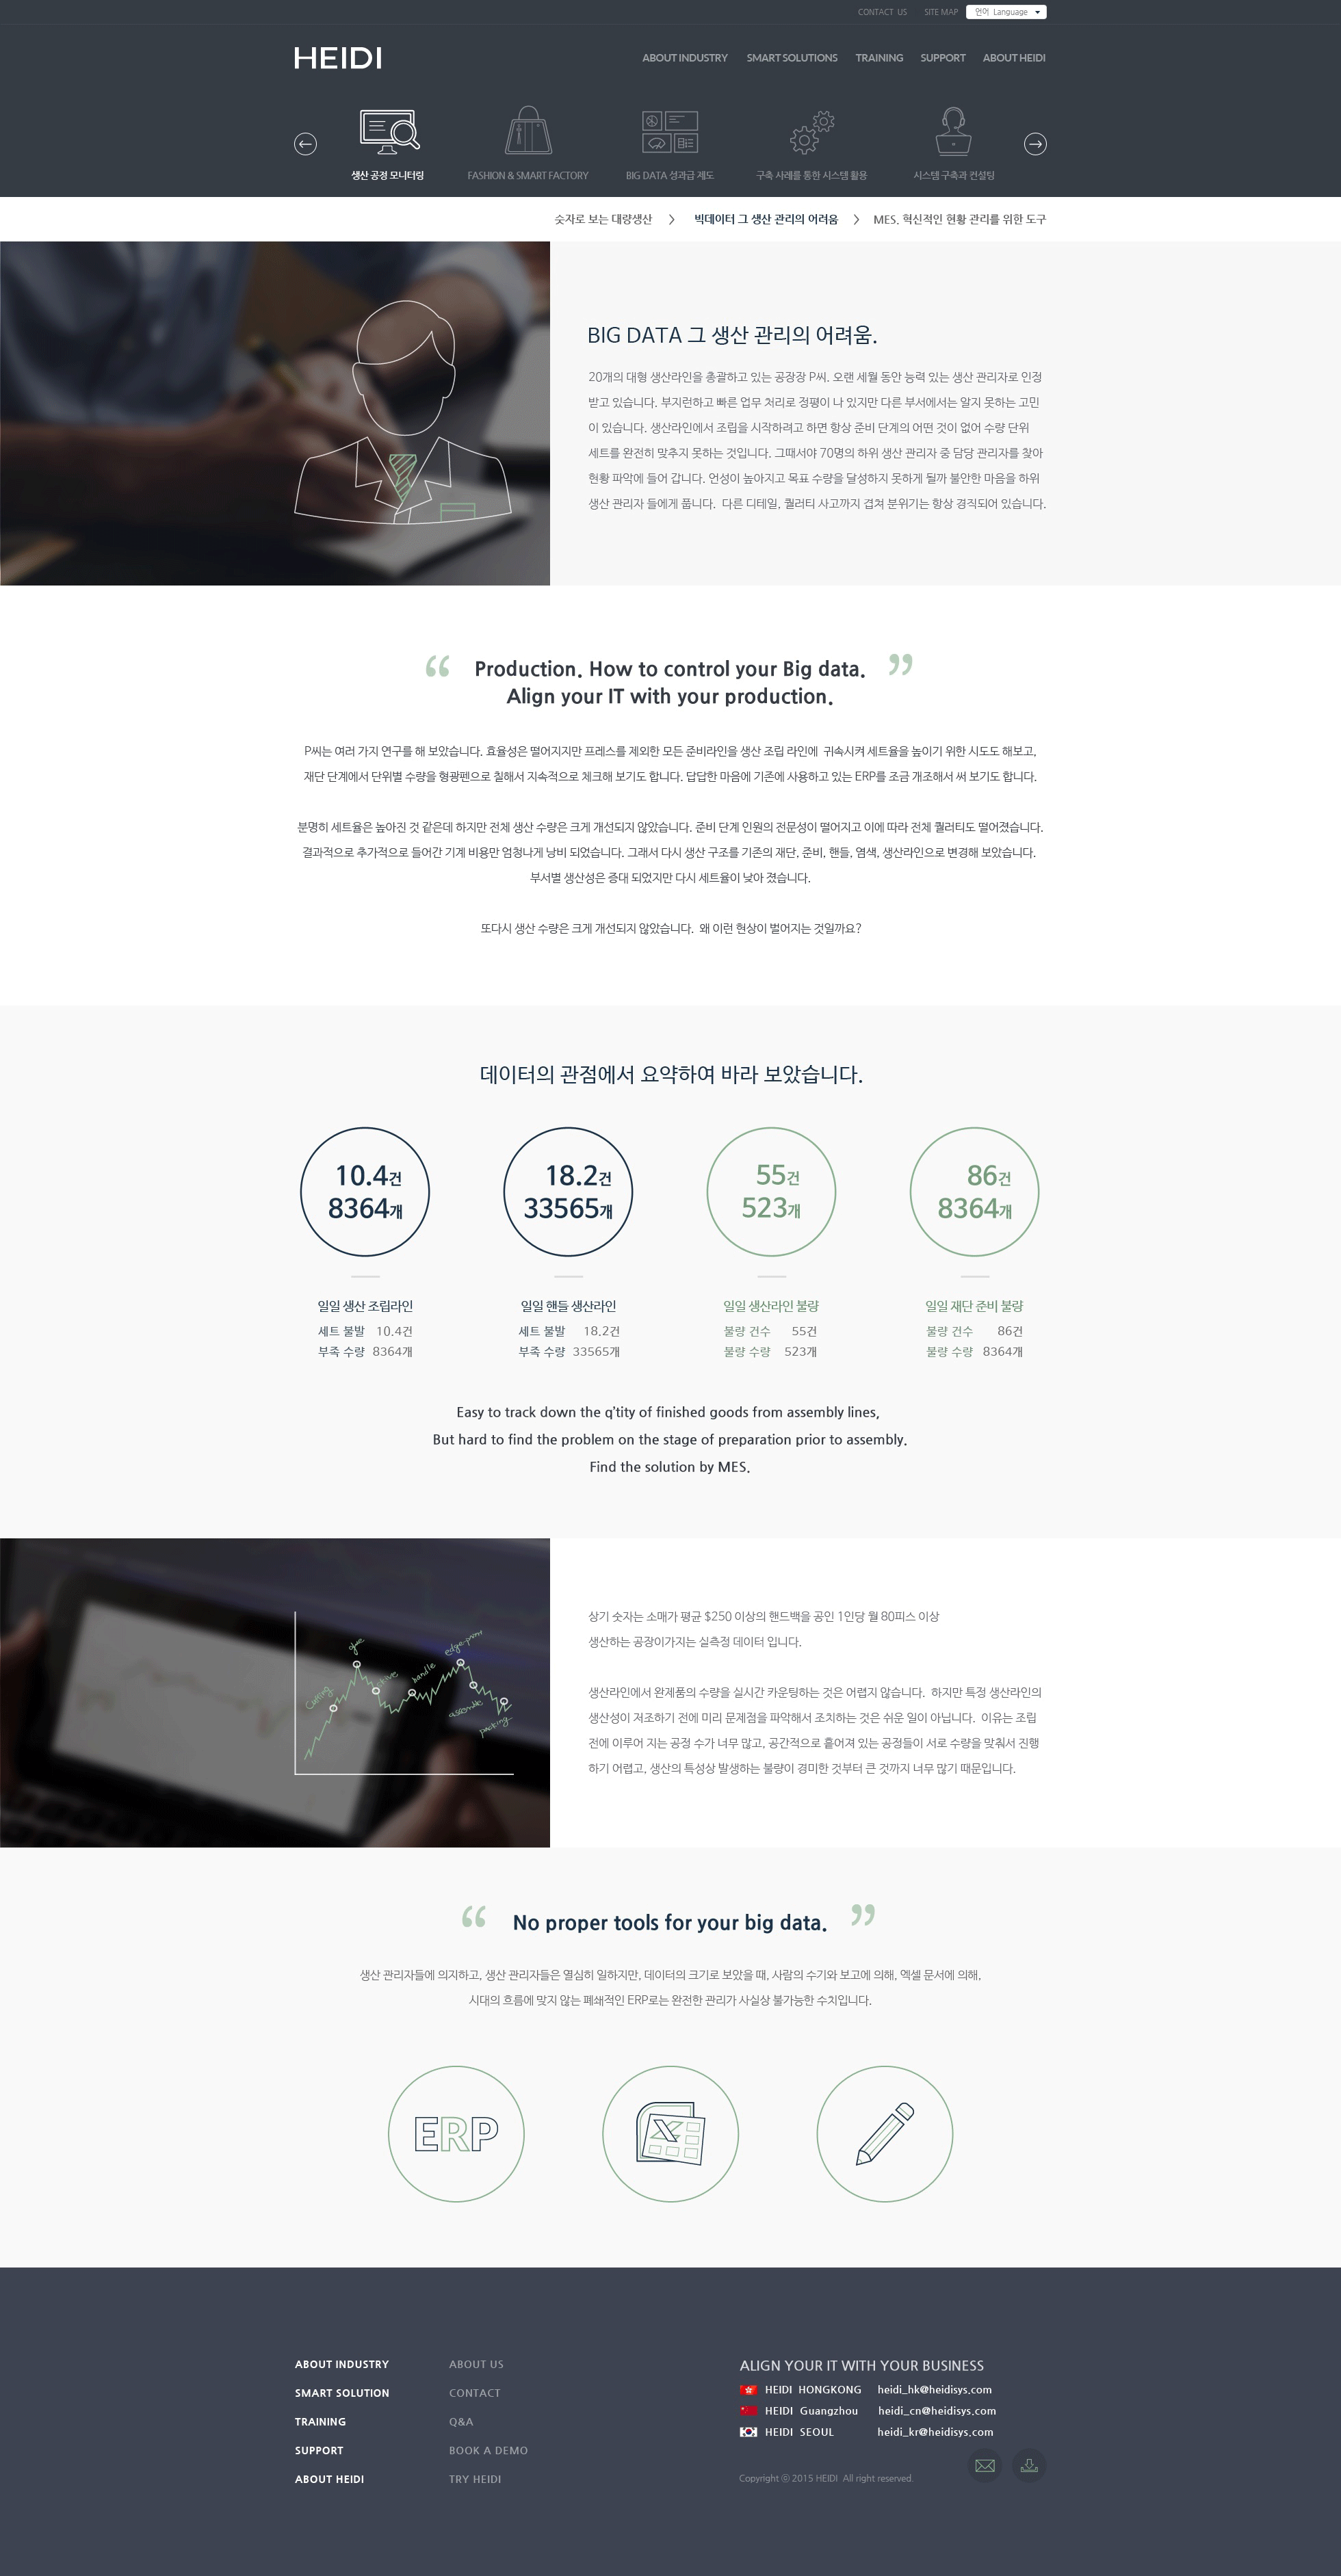 CONTACT US SITE MAP 언어 Language
HEIDI
ABOUT INDUSTRY SMART SOLUTIONS TRAINING SUPPORT ABOUT HEIDI
생산 공정 모니터링 FASHION & SMART FACTORY BIG DATA 성과급 제도 구축 사례를 통한 시스템 활용 시스템 구축과 컨설팅
숫자로 보는 대량생산 > 빅데이터 그 생산 관리의 어려움 > MES. 혁신적인 현황 관리를 위한 도구
BIG DATA 그 생산 관리의 어려움.
20개의 대형 생산라인을 총괄하고 있는 공장장 P씨. 오랜 세월 동안 능력 있는 생산 관리자로 인정
받고 있습니다. 부지런하고 빠른 업무 처리로 정평이 나 있지만 다른 부서에서는 알지 못하는 고민
이 있습니다. 생산라인에서 조립을 시작하려고 하면 항상 준비 단계의 어떤 것이 없어 수량 단위
세트를 완전히 맞추지 못하는 것입니다. 그때서야 70명의 하위 생산 관리자 중 담당 관리자를 찾아
현황 파악에 들어 갑니다. 언성이 높아지고 목표 수량을 달성하지 못하게 될까 불안한 마음을 하위
생산 관리자 들에게 풉니다. 다른 디테일, 퀄러티 사고까지 겹쳐 분위기는 항상 경직되어 있습니다.
“ Production. How to control your Big data. ”
Align your IT with your production.
P씨는 여러 가지 연구를 해 보았습니다. 효율성은 떨어지지만 프레스를 제외한 모든 준비라인을 생산 조립 라인에 귀속시켜 세트율을 높이기 위한 시도도 해보고,
재단 단계에서 단위별 수량을 형광펜으로 칠해서 지속적으로 체크해 보기도 합니다. 답답한 마음에 기존에 사용하고 있는 ERP를 조금 개조해서 써 보기도 합니다.
분명히 세트율은 높아진 것 같은데 하지만 전체 생산 수량은 크게 개선되지 않았습니다. 준비 단계 인원의 전문성이 떨어지고 이에 따라 전체 퀄러티도 떨어졌습니다.
결과적으로 추가적으로 들어간 기계 비용만 엄청나게 낭비 되었습니다. 그래서 다시 생산 구조를 기존의 재단, 준비, 핸들, 염색, 생산라인으로 변경해 보았습니다.
부서별 생산성은 증대 되었지만 다시 세트율이 낮아 졌습니다.
또다시 생산 수량은 크게 개선되지 않았습니다. 왜 이런 현상이 벌어지는 것일까요?
데이터의 관점에서 요약하여 바라 보았습니다.
10.4건 18.2건 55건 86건
8364개 33565개 523개 8364개
일일 생산 조립라인 일일 핸들 생산라인 일일 생산라인 불량 일일 재단 준비 불량
세트 불발 10.4건 세트 불발 18.2건 불량 건수 55건 불량 건수 86건
부족 수량 8364개 부족 수량 33565개 불량 수량 523개 불량 수량 8364개
Easy to track down the q'tity of finished goods from assembly lines,
But hard to find the problem on the stage of preparation prior to assembly.
Find the solution by MES.
glue edge-print
Cutting handle
assemble
packing
상기 숫자는 소매가 평균 $250 이상의 핸드백을 공인 1인당 월 80피스 이상
생산하는 공장이가지는 실측정 데이터 입니다.
생산라인에서 완제품의 수량을 실시간 카운팅하는 것은 어렵지 않습니다. 하지만 특정 생산라인의
생산성이 저조하기 전에 미리 문제점을 파악해서 조치하는 것은 쉬운 일이 아닙니다. 이유는 조립
전에 이루어 지는 공정 수가 너무 많고, 공간적으로 흩어져 있는 공정들이 서로 수량을 맞춰서 진행
하기 어렵고, 생산의 특성상 발생하는 불량이 경미한 것부터 큰 것까지 너무 많기 때문입니다.
“ No proper tools for your big data. ”
생산 관리자들에 의지하고, 생산 관리자들은 열심히 일하지만, 데이터의 크기로 보았을 때, 사람의 수기와 보고에 의해, 엑셀 문서에 의해,
시대의 흐름에 맞지 않는 폐쇄적인 ERP로는 완전한 관리가 사실상 불가능한 수치입니다.
ERP
ABOUT INDUSTRY ABOUT US ALIGN YOUR IT WITH YOUR BUSINESS
HEIDI HONGKONG heidi_hk@heidisys.com
SMART SOLUTION CONTACT
HEIDI Guangzhou heidi_cn@heidisys.com
TRAINING Q&A
HEIDI SEOUL heidi_kr@heidisys.com
SUPPORT BOOK A DEMO
ABOUT HEIDI TRY HEIDI
Copyright ⓒ 2015 HEIDI All right reserved.